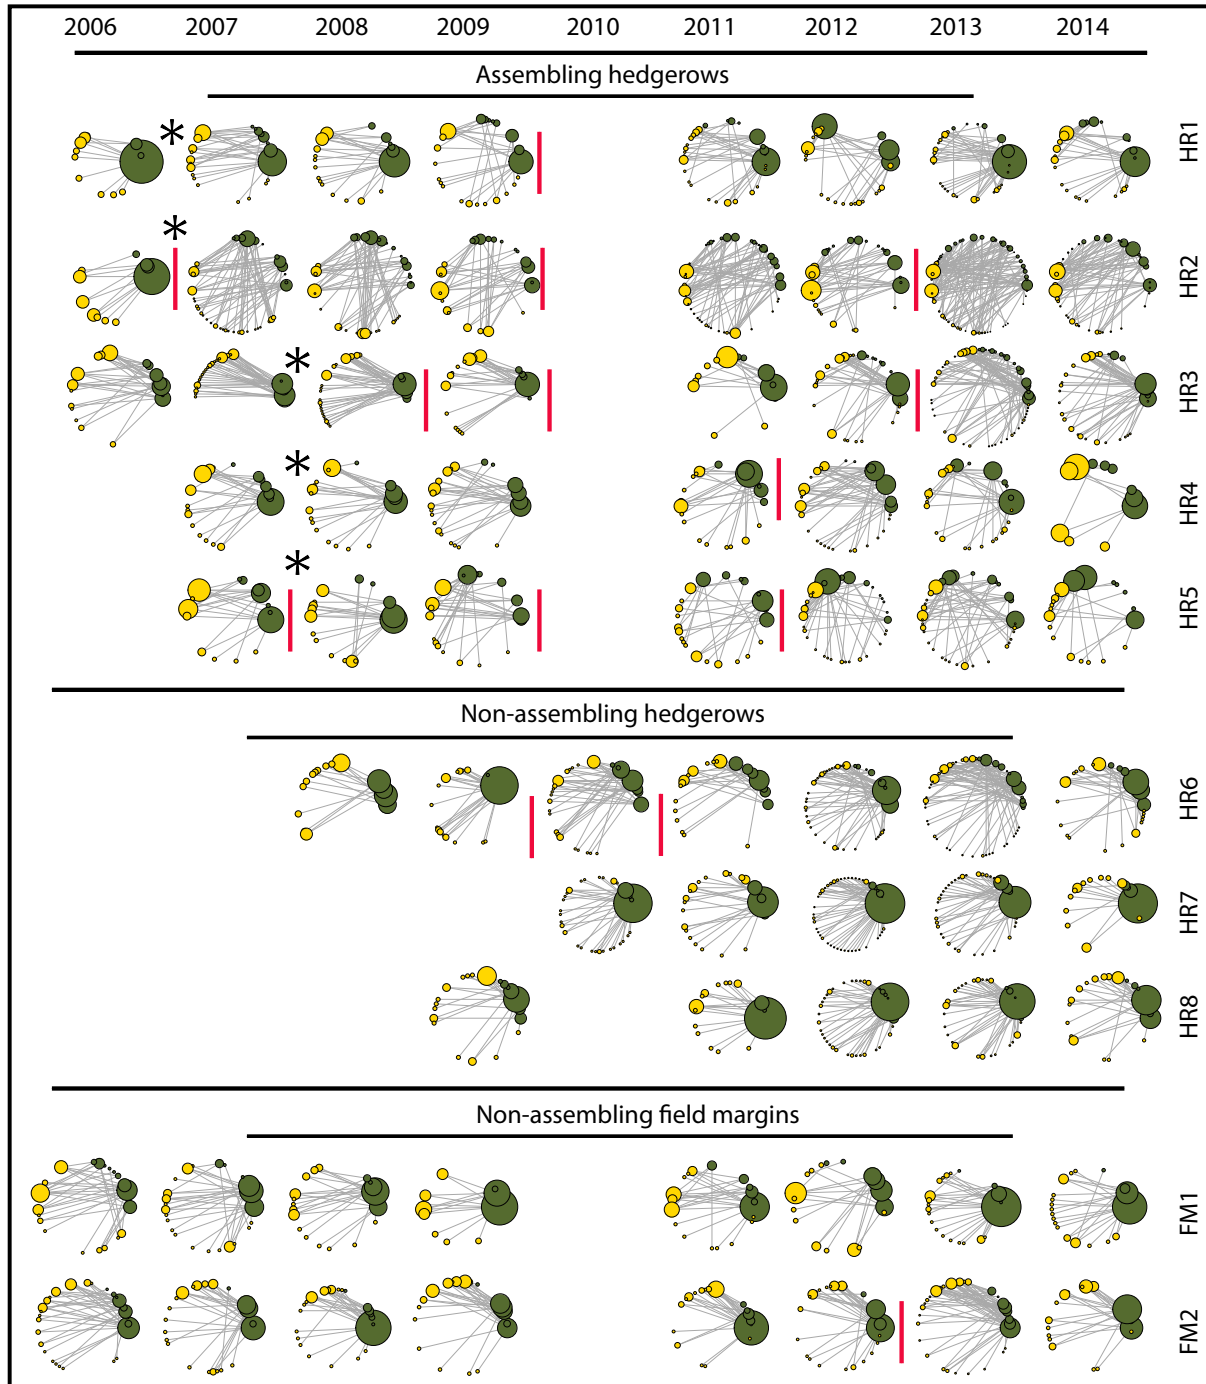 2006 2007 2008 2009 2010 2011 2012 2013 2014
Assembling hedgerows
*
HR1
*
HR2
*
HR3
*
HR4
*
HR5
Non-assembling hedgerows
HR6
HR7
HR8
Non-assembling field margins
FM1
FM2